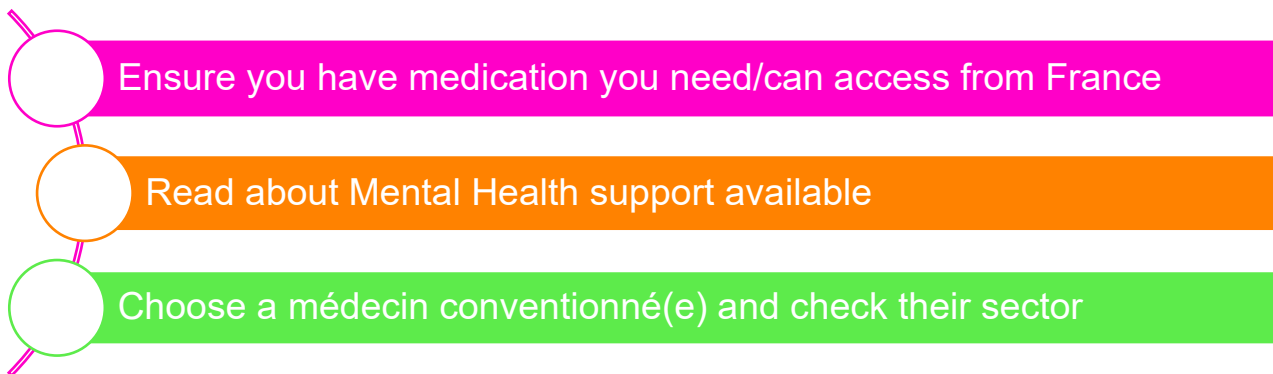 Ensure you have medication you need/can access from France
Read about Mental Health support available
Choose a médecin conventionné(e) and check their sector